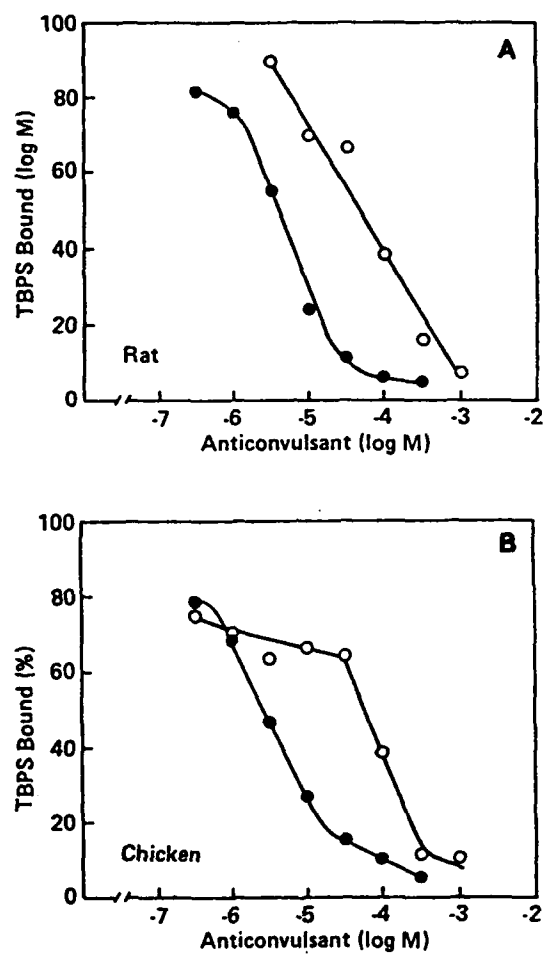 A
TBPS Bound (log M)
100
80
60
40
20
0
Rat
-7 -6 -5 -4 -3 -2
Anticonvulsant (log M)
B
TBPS Bound (%)
100
80
60
40
20
0
Chicken
-7 -6 -5 -4 -3 -2
Anticonvulsant (log M)